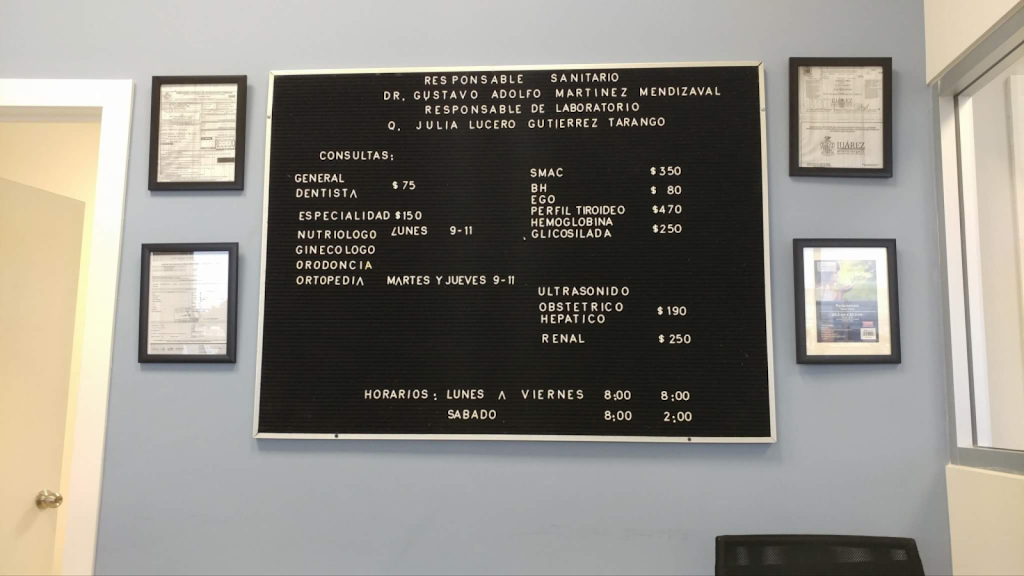 RESPONSABLE SANITARIO
DR. GUSTAVO ADOLFO MARTINEZ MENDIZAVAL
RESPONSABLE DE LABORATORIO
Q. JULIA LUCERO GUTIERREZ TARANGO
CONSULTAS;
GENERAL
DENTISTA $75
ESPECIALIDAD $150
NUTRIOLOGO LUNES 9-11
GINECOLOGO
ORODONCIA
ORTOPEDIA MARTES Y JUEVES 9-11
SMAC $350
BH $ 80
EGO
PERFIL TIROIDEO $470
HEMOGLOBINA
GLICOSILADA $250
ULTRASONIDO
OBSTETRICO
HEPATICO $190
RENAL $250
HORARIOS; LUNES A VIERNES 8;00 8;00
SABADO 8;00 2;00
JUÁREZ